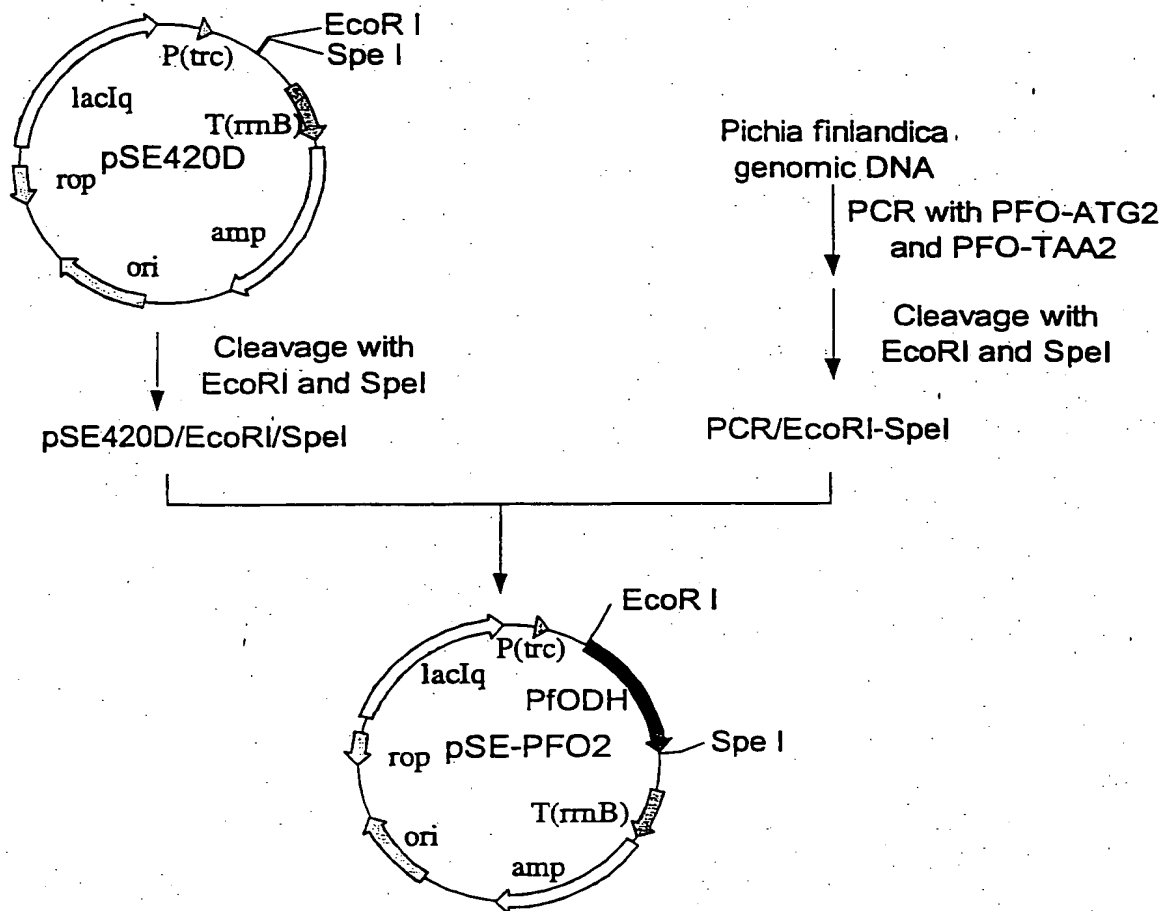 EcoR I
Spe I
P(trc)
lacIq
T(rrnB)
pSE420D
rop
amp
ori
Cleavage with
EcoRI and SpeI
pSE420D/EcoRI/SpeI
Pichia finlandica
genomic DNA
PCR with PFO-ATG2
and PFO-TAA2
Cleavage with
EcoRI and SpeI
PCR/EcoRI-SpeI
EcoR I
P(trc)
lacIq
PfODH
Spe I
rop
pSE-PFO2
T(rrnB)
ori
amp